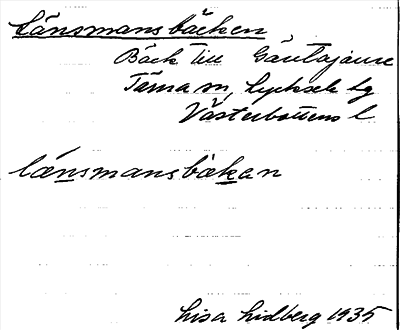 Länsmansbäcken
Bäck till Gäutajaure
Tärna sn, Lycksele lg
Västerbottens l
länsmansbäkan
Lisa Lidberg 1935